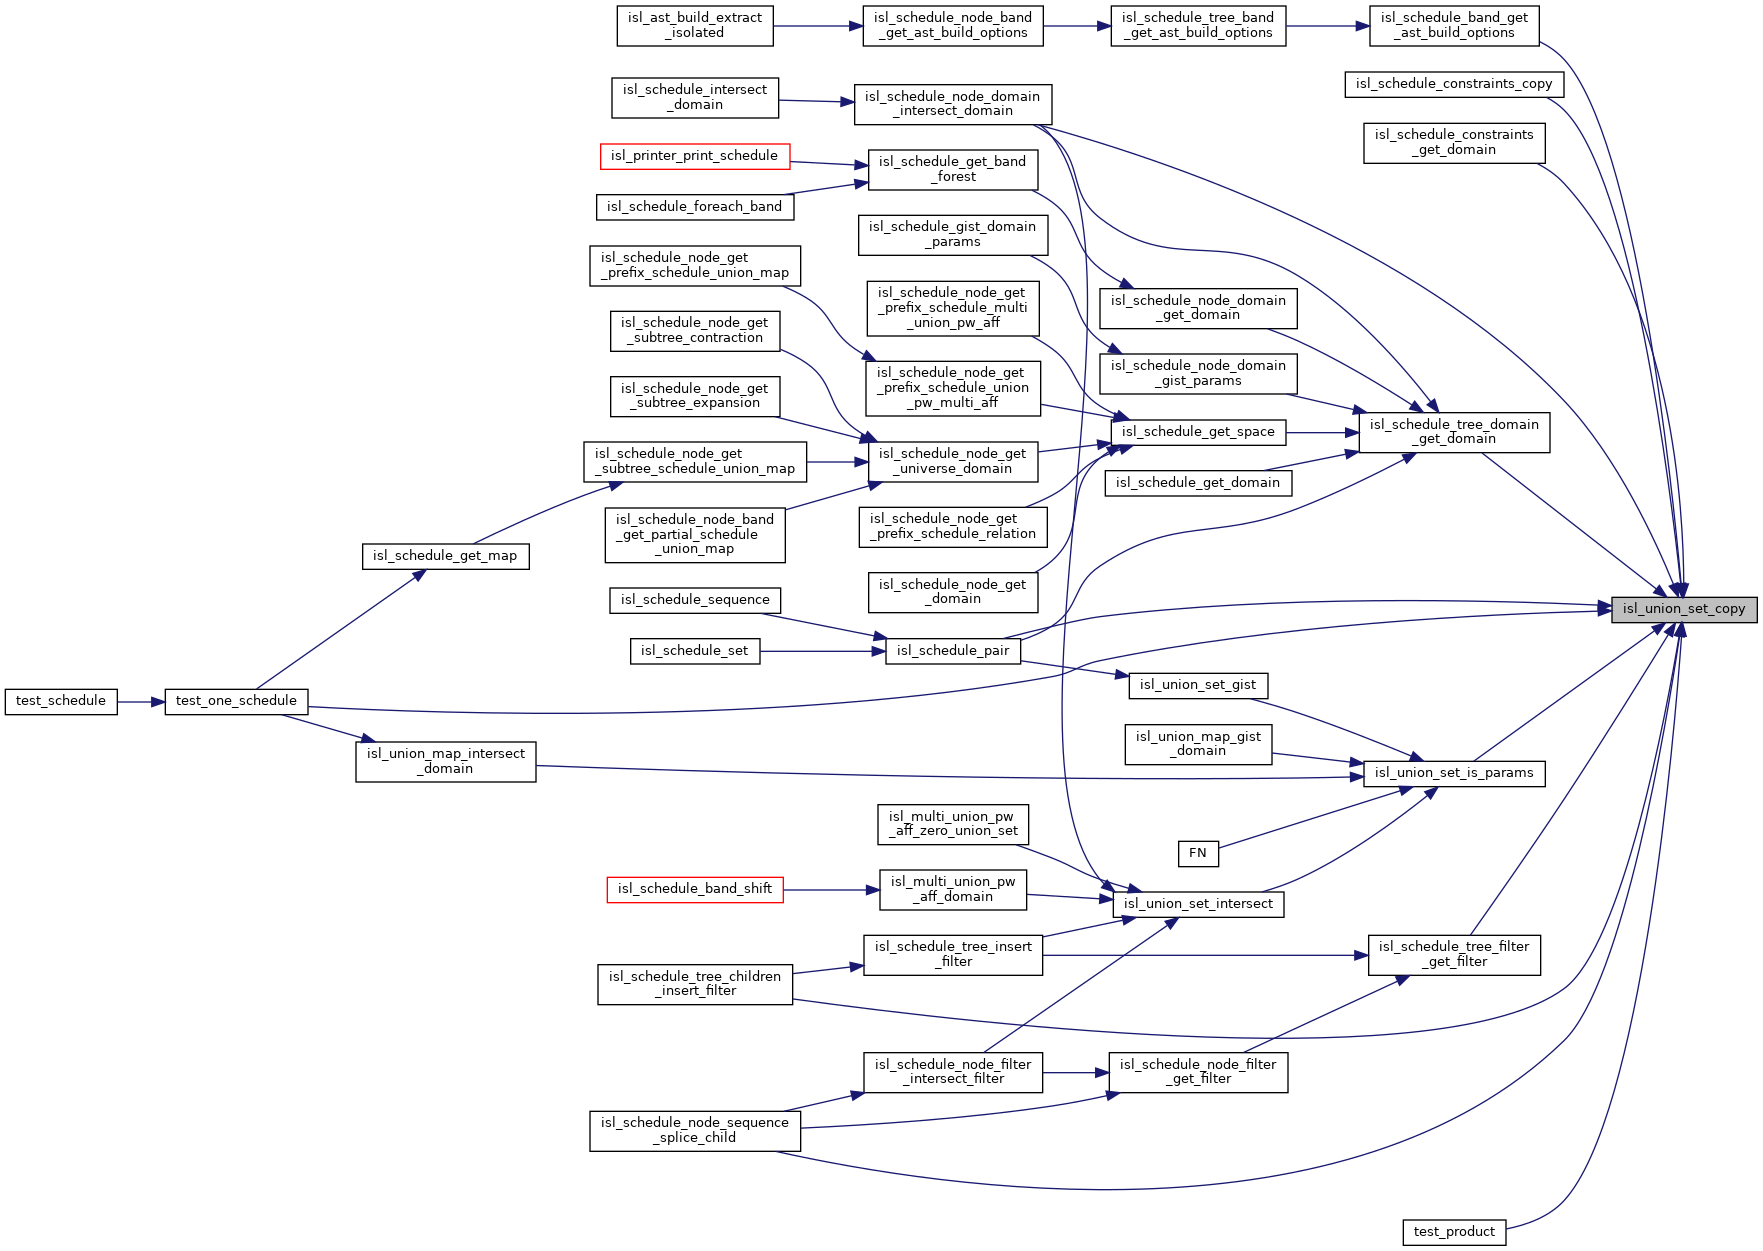 isl_ast_build_extract
_isolated
isl_schedule_node_band
_get_ast_build_options
isl_schedule_tree_band
_get_ast_build_options
isl_schedule_band_get
_ast_build_options
isl_schedule_constraints_copy
isl_schedule_intersect
_domain
isl_schedule_node_domain
_intersect_domain
isl_schedule_constraints
_get_domain
isl_printer_print_schedule
isl_schedule_get_band
_forest
isl_schedule_foreach_band
isl_schedule_gist_domain
_params
isl_schedule_node_get
_prefix_schedule_union_map
isl_schedule_node_get
_prefix_schedule_multi
_union_pw_aff
isl_schedule_node_domain
_get_domain
isl_schedule_node_get
_subtree_contraction
isl_schedule_node_get
_prefix_schedule_union
_pw_multi_aff
isl_schedule_node_domain
_gist_params
isl_schedule_node_get
_subtree_expansion
isl_schedule_get_space
isl_schedule_tree_domain
_get_domain
isl_schedule_node_get
_subtree_schedule_union_map
isl_schedule_node_get
_universe_domain
isl_schedule_get_domain
isl_schedule_node_band
_get_partial_schedule
_union_map
isl_schedule_node_get
_prefix_schedule_relation
isl_schedule_get_map
isl_schedule_node_get
_domain
isl_schedule_sequence
isl_union_set_copy
isl_schedule_set
isl_schedule_pair
isl_union_set_gist
test_schedule
test_one_schedule
isl_union_map_gist
_domain
isl_union_map_intersect
_domain
isl_union_set_is_params
isl_multi_union_pw
_aff_zero_union_set
FN
isl_schedule_band_shift
isl_multi_union_pw
_aff_domain
isl_union_set_intersect
isl_schedule_tree_insert
_filter
isl_schedule_tree_filter
_get_filter
isl_schedule_tree_children
_insert_filter
isl_schedule_node_filter
_intersect_filter
isl_schedule_node_filter
_get_filter
isl_schedule_node_sequence
_splice_child
test_product